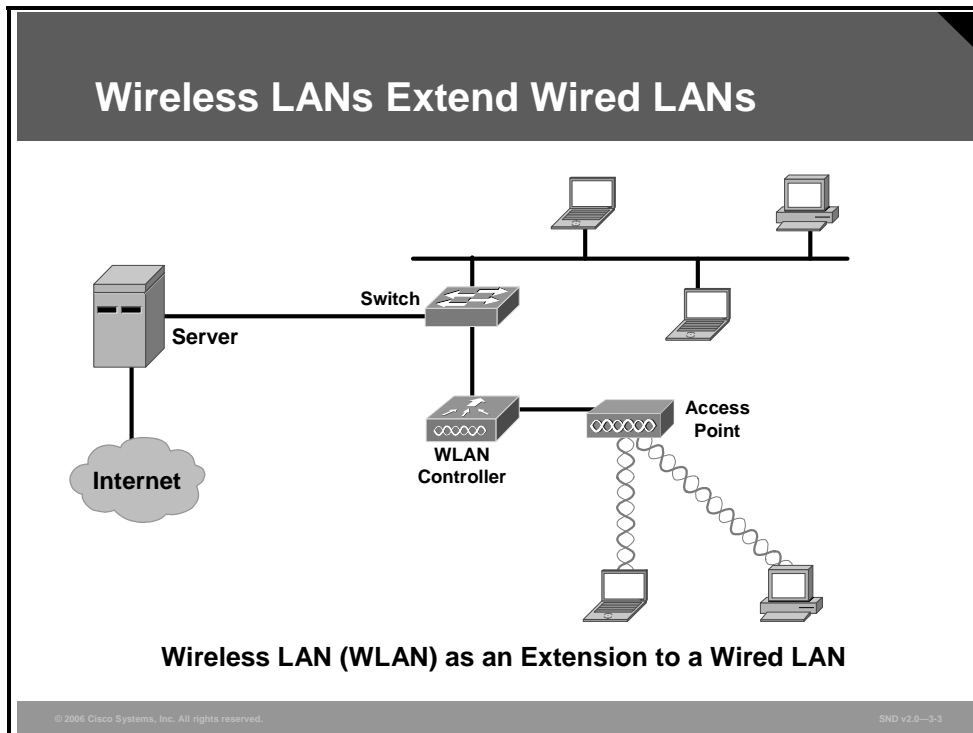 Wireless LANs Extend Wired LANs
Switch
Server
Access
Point
WLAN
Controller
Internet
Wireless LAN (WLAN) as an Extension to a Wired LAN
© 2006 Cisco Systems, Inc. All rights reserved.
SND v2.0—3-3